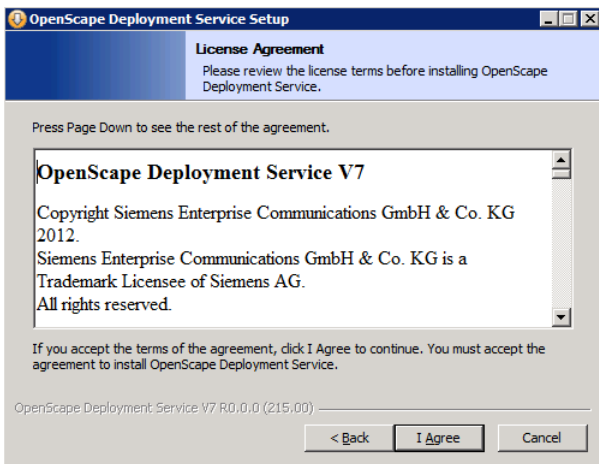 OpenScape Deployment Service Setup
License Agreement
Please review the license terms before installing OpenScape
Deployment Service.
Press Page Down to see the rest of the agreement.
OpenScape Deployment Service V7
Copyright Siemens Enterprise Communications GmbH & Co. KG
2012.
Siemens Enterprise Communications GmbH & Co. KG is a
Trademark Licensee of Siemens AG.
All rights reserved.
If you accept the terms of the agreement, click I Agree to continue. You must accept the
agreement to install OpenScape Deployment Service.
OpenScape Deployment Service V7 R0.0.0 (215.00)
< Back I Agree Cancel